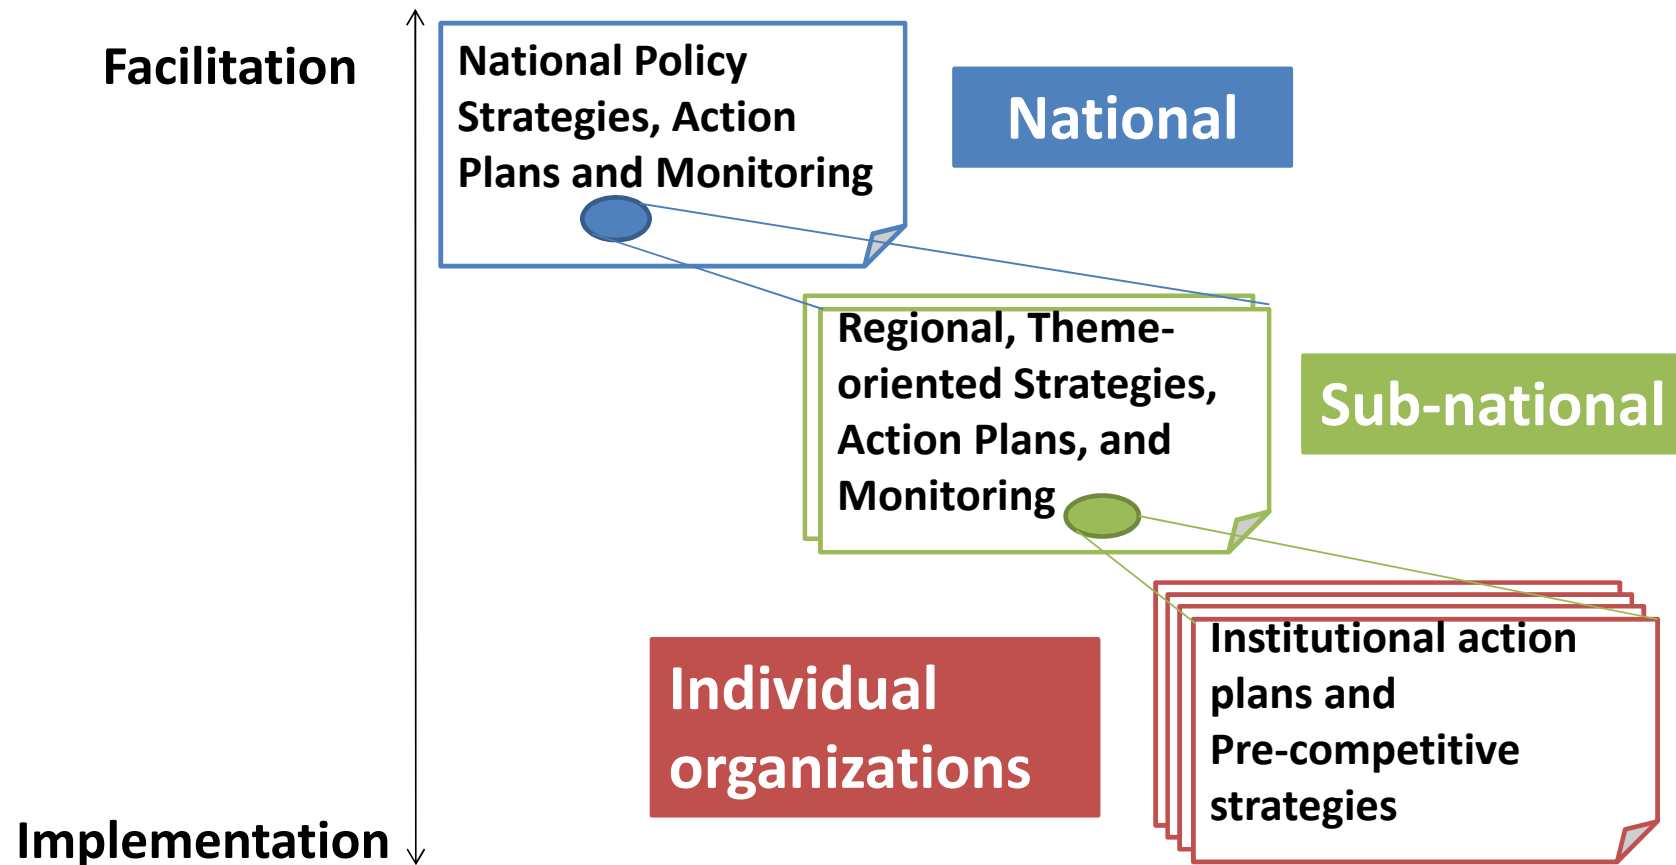 Facilitation
National Policy
Strategies, Action
Plans and Monitoring
National
Regional, Theme-
oriented Strategies,
Action Plans, and
Monitoring
Sub-national
Individual
organizations
Institutional action
plans and
Pre-competitive
strategies
Implementation